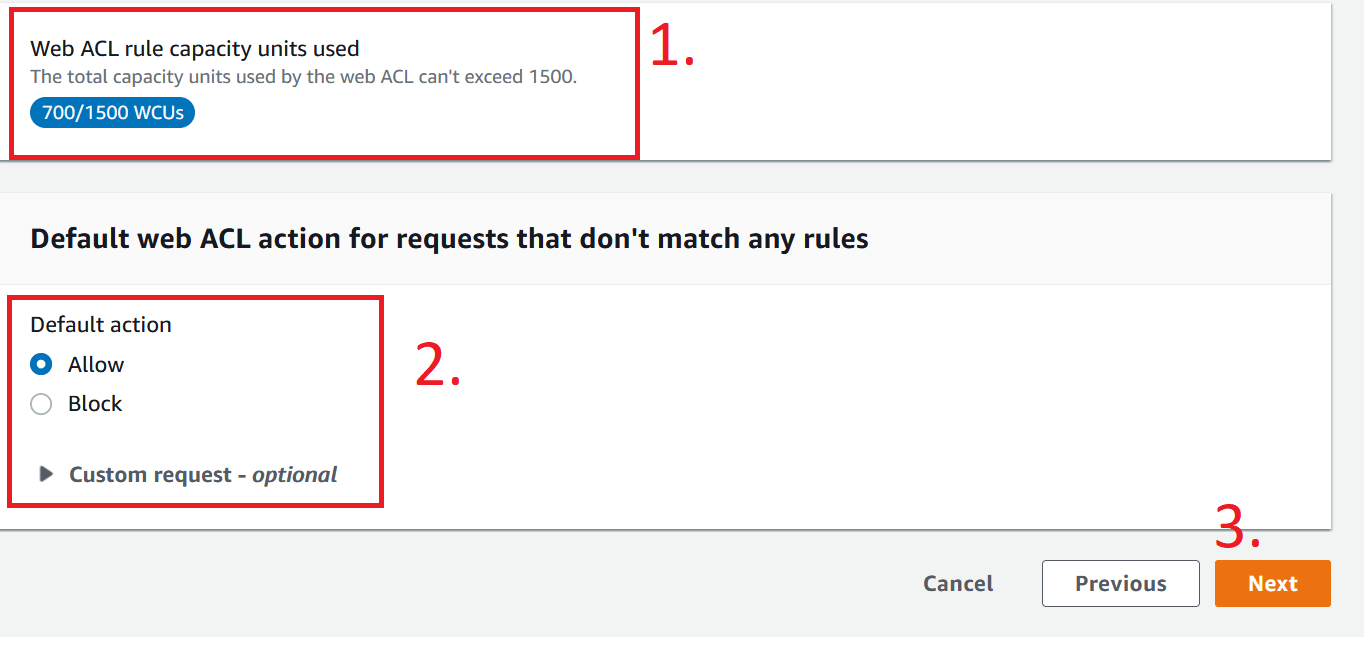 Web ACL rule capacity units used
1.
The total capacity units used by the web ACL can't exceed 1500.
700/1500 WCUs
Default web ACL action for requests that don't match any rules
Default action
Allow
2.
Block
Custom request - optional
3.
Cancel
Previous
Next